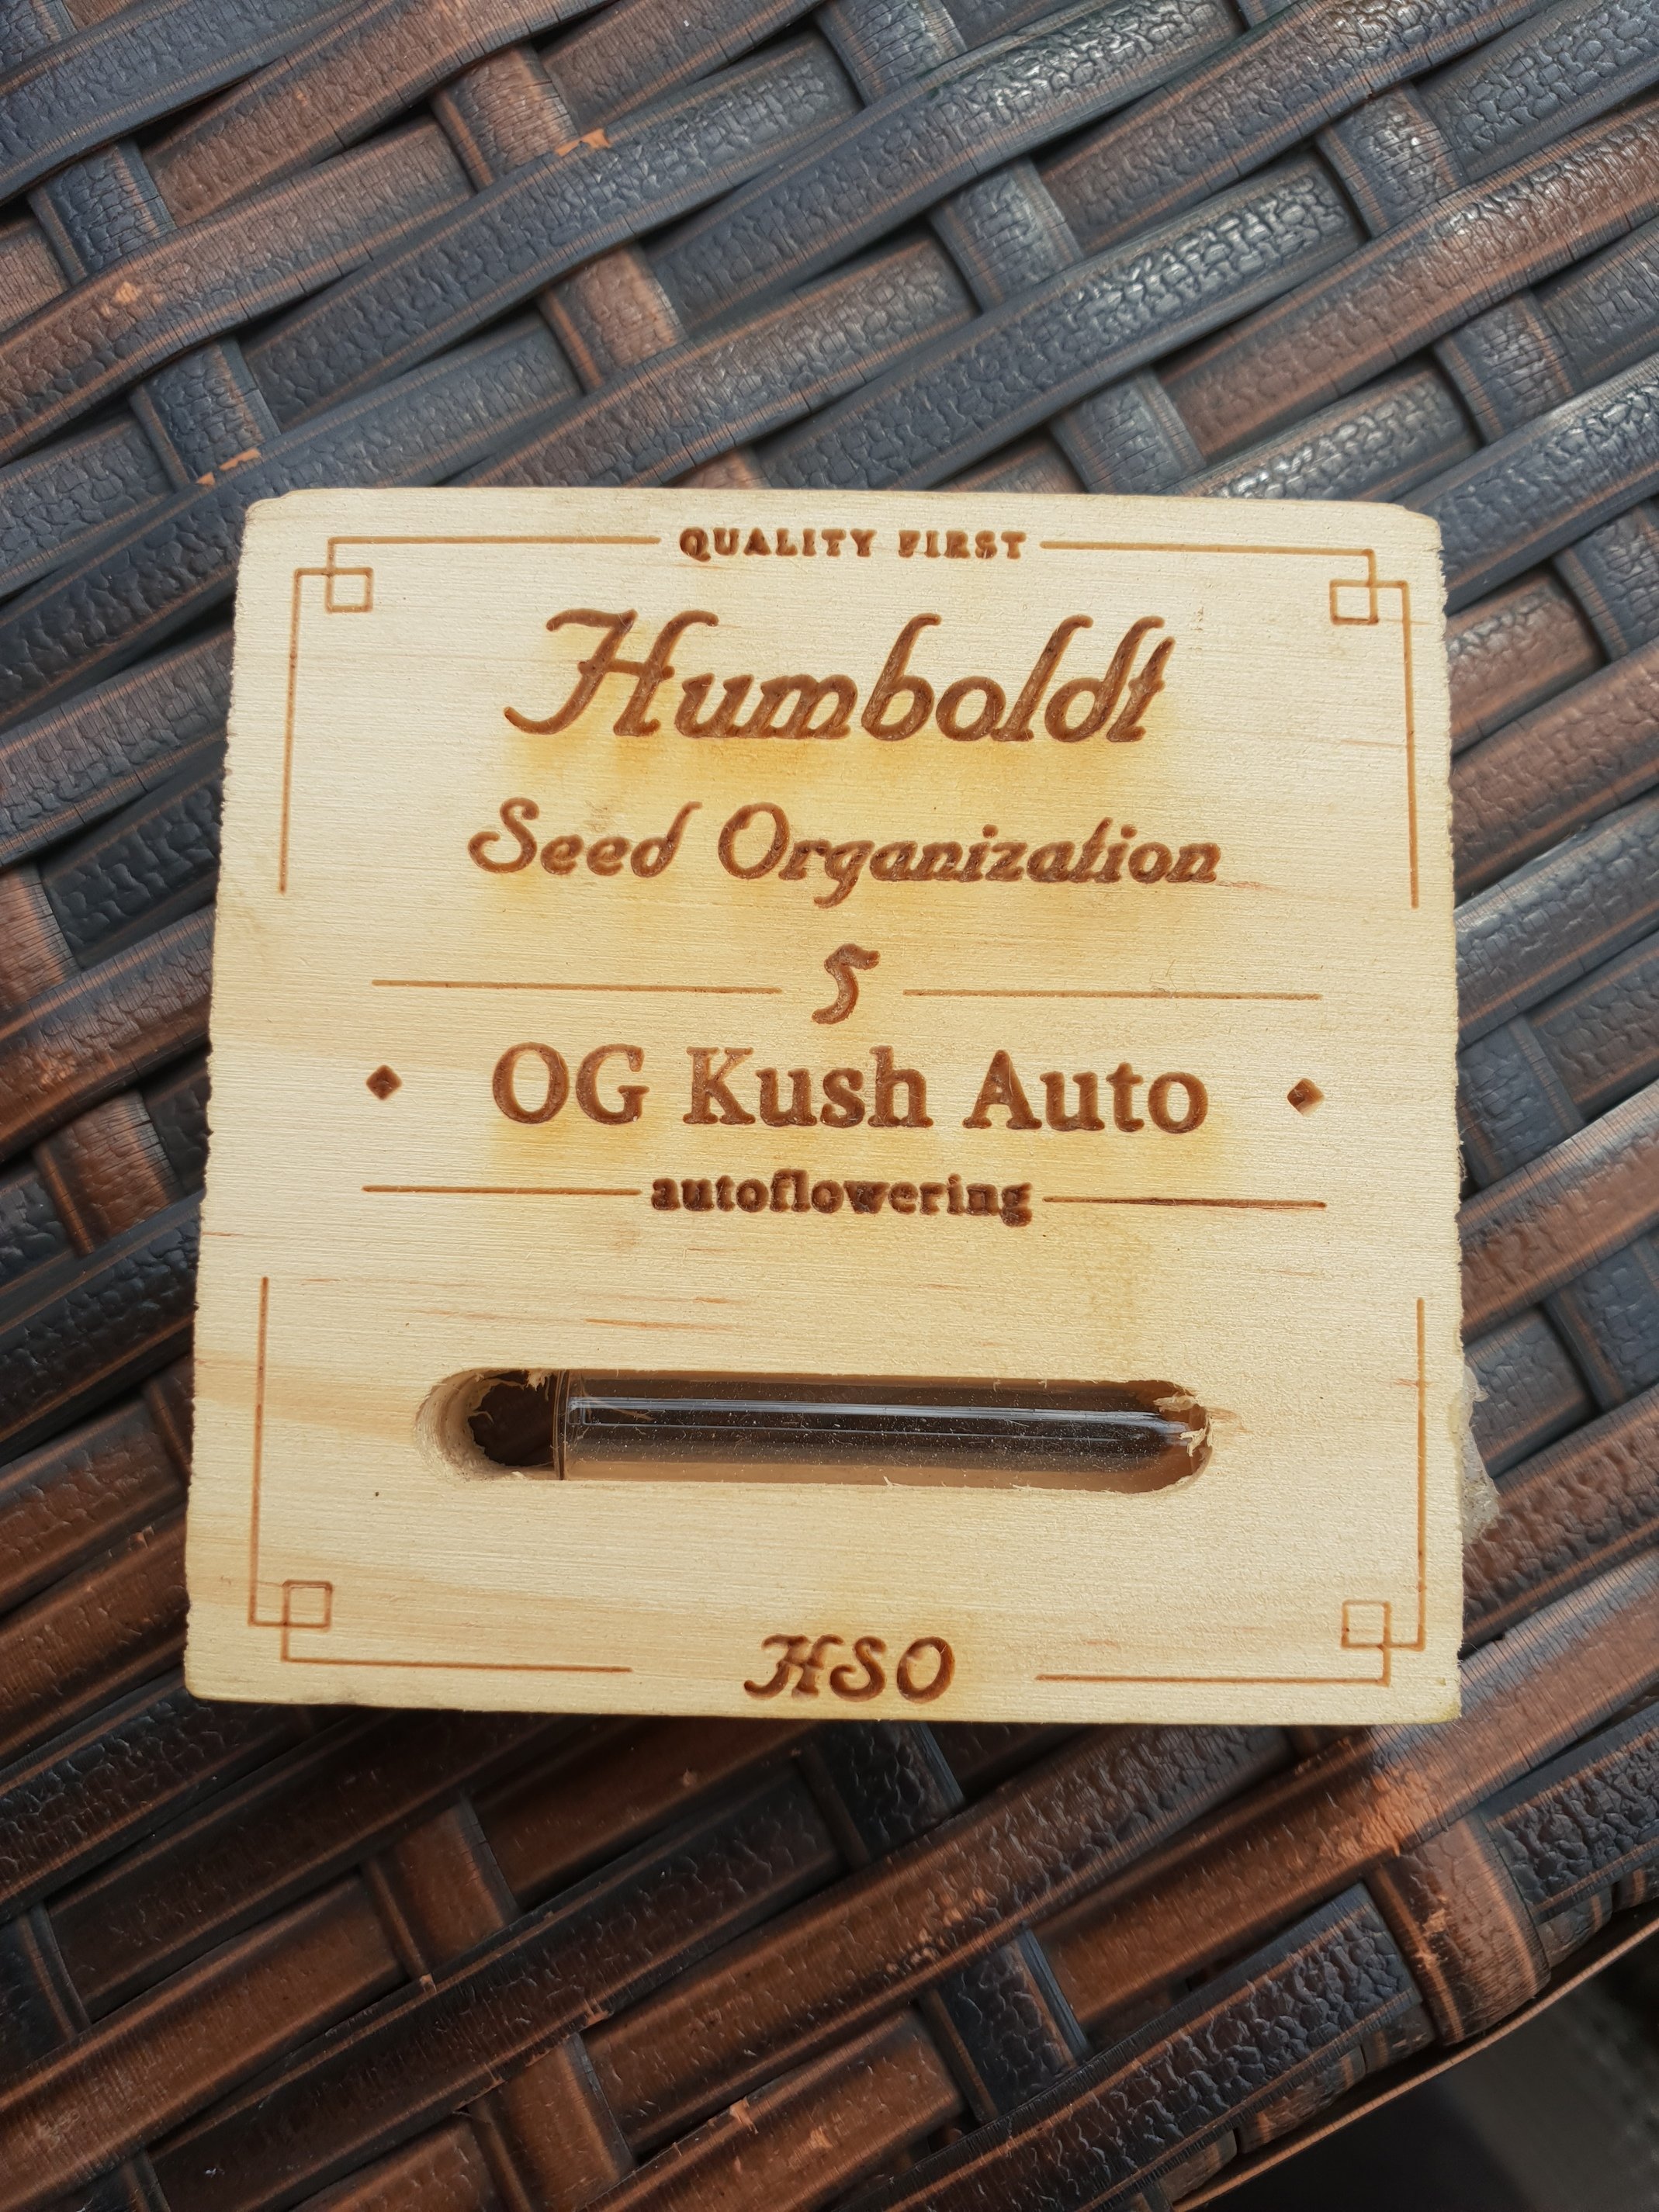 QUALITY FIRST
Humboldt
Seed Organization
5
OG Kush Auto
autoflowering
HSO